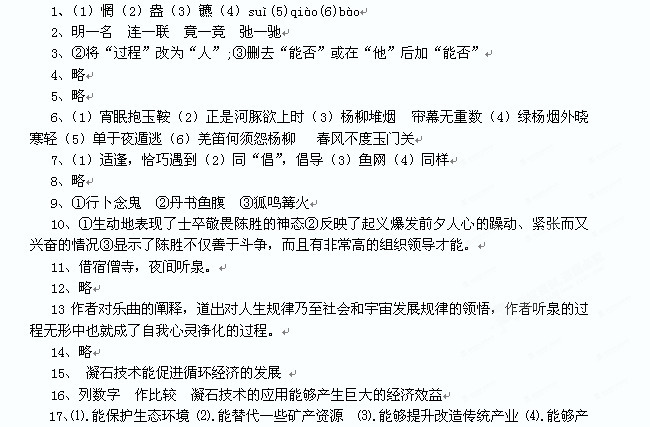 1、(1) 惘 (2) 盎 (3) 镳 (4) suì(5)qiào(6)bào
2、明一名 连一联 竟一竞 弛一驰
3、②将“过程”改为“人”;③删去“能否”或在“他”后加“能否”
4、略
5、略
6、(1) 宵眠抱玉鞍 (2) 正是河豚欲上时 (3) 杨柳堆烟 帘幕无重数 (4) 绿杨烟外晓
寒轻 (5) 单于夜遁逃 (6) 羌笛何须怨杨柳 春风不度玉门关
7、(1) 适逢，恰巧遇到 (2) 同“倡”，倡导 (3) 鱼网 (4) 同样
8、略
9、①行卜念鬼 ②丹书鱼腹 ③狐鸣篝火
10、①生动地表现了士卒敬畏陈胜的神态②反映了起义爆发前夕人心的躁动、紧张而又
兴奋的情况③显示了陈胜不仅善于斗争，而且有非常高的组织领导才能。
11、借宿僧寺，夜间听泉。
12、略
13 作者对乐曲的阐释，道出对人生规律乃至社会和宇宙发展规律的领悟，作者听泉的过
程无形中也就成了自我心灵净化的过程。
14、略
15、 凝石技术能促进循环经济的发展
16、列数字 作比较 凝石技术的应用能够产生巨大的经济效益
17、⑴.能保护生态环境 ⑵.能替代一些矿产资源 ⑶.能够提升改造传统产业 ⑷.能够产